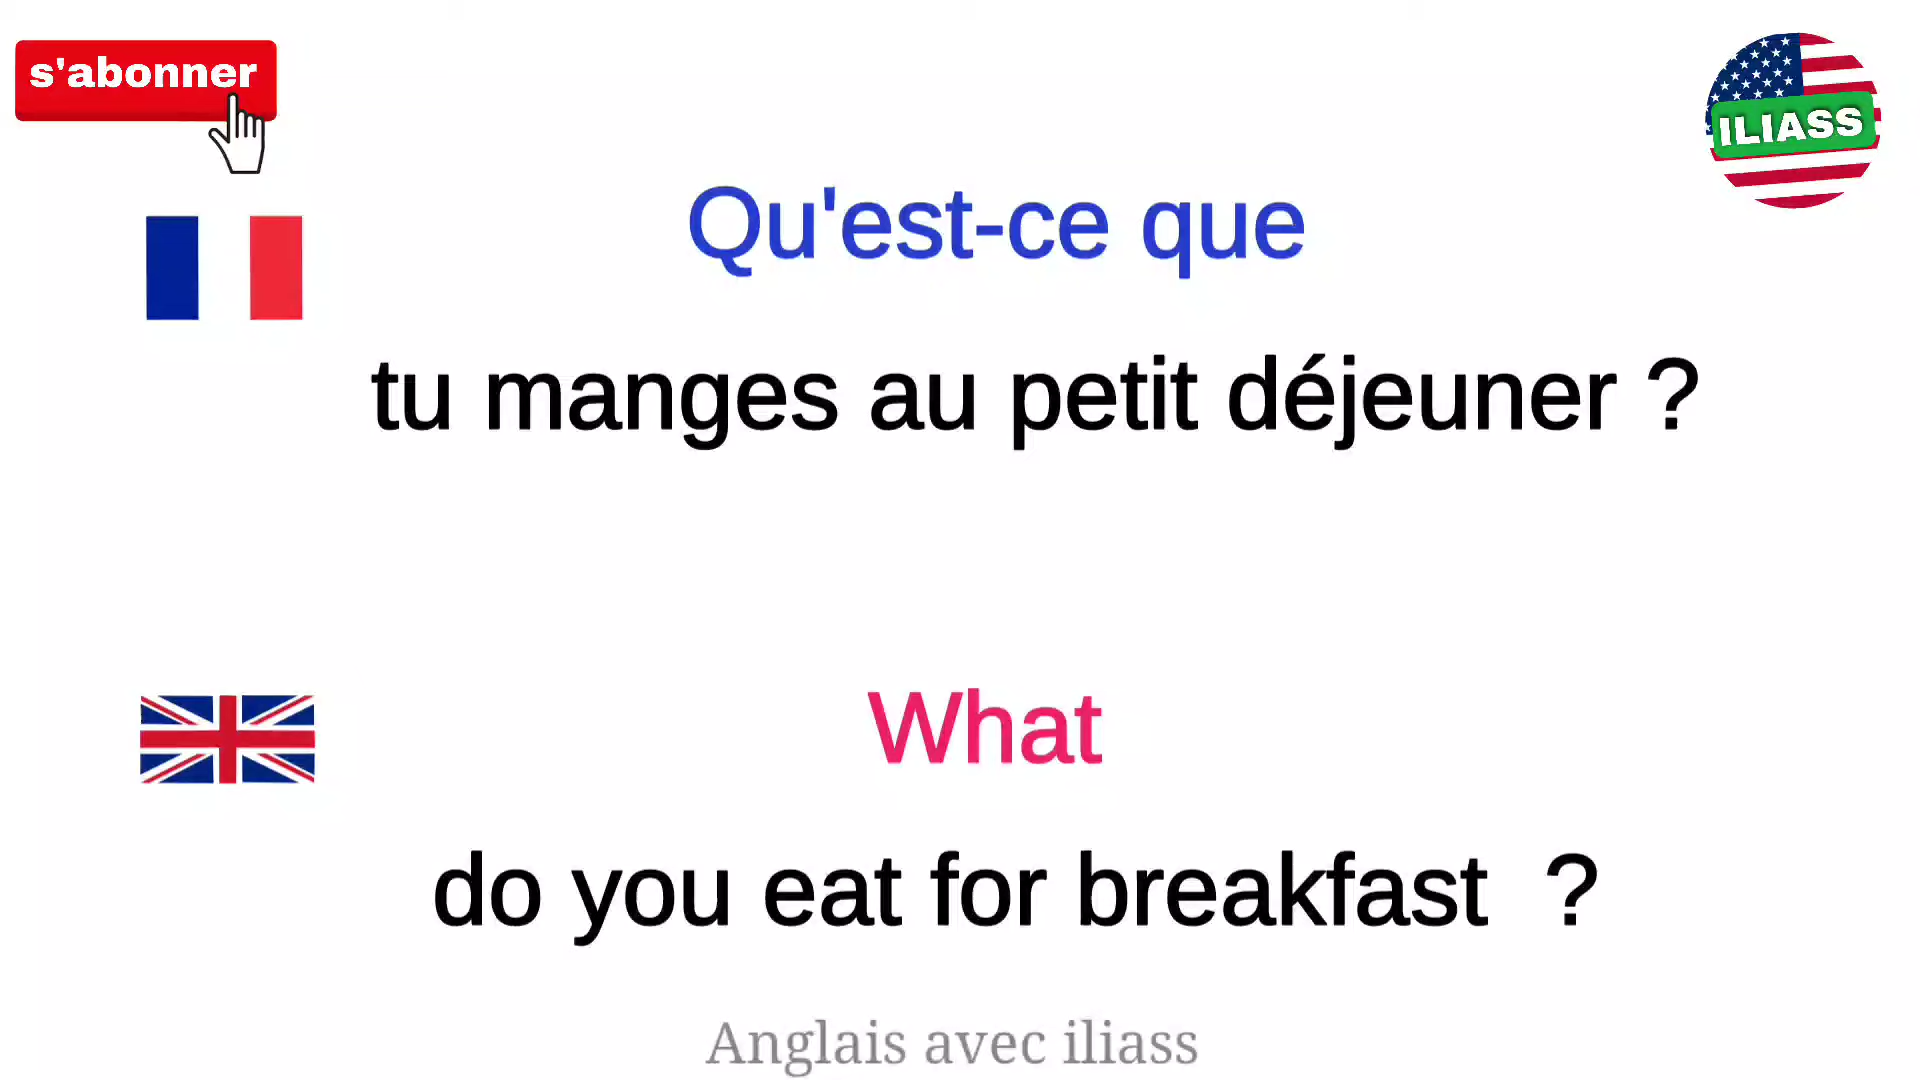 s'abonner
ILIASS
Qu'est-ce que
tu manges au petit déjeuner ?
What
do you eat for breakfast ?
Anglais avec iliass